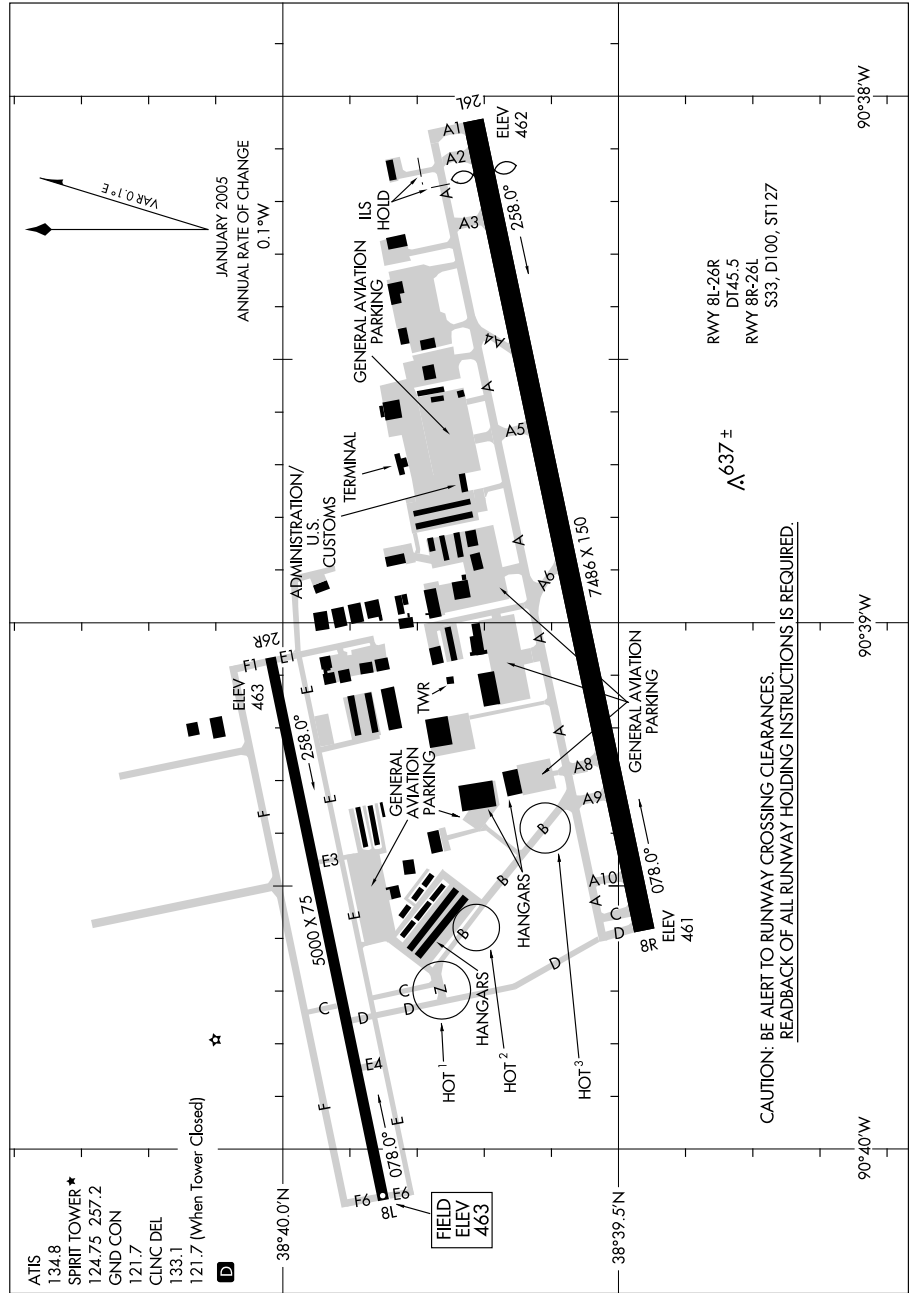 ATIS
134.8
SPIRIT TOWER★
124.75 257.2
GND CON
121.7
CLNC DEL
133.1
121.7 (When Tower Closed)
D
VAR 0.1°E
JANUARY 2005
ANNUAL RATE OF CHANGE
0.1°W
38°40.0'N
38°39.5'N
90°40'W
90°39'W
90°38'W
FIELD
ELEV
463
8L
F6
E6
078.0°
5000 X 75
258.0°
26R
ELEV
463
F1
E1
F
F
E
E
E
E
E3
E4
C
D
C
D
Z
HOT 1
HOT 2
HOT 3
B
B
B
HANGARS
HANGARS
GENERAL
AVIATION
PARKING
TWR
ADMINISTRATION/
U.S.
CUSTOMS
TERMINAL
GENERAL AVIATION
PARKING
ILS
HOLD
GENERAL AVIATION
PARKING
D
D
C
A
A10
A9
A8
A
A
A6
A
A5
A
A4
A3
A
A2
A1
8R
ELEV
461
078.0°
7486 X 150
258.0°
26L
ELEV
462
637 ±
RWY 8L-26R
DT45.5
RWY 8R-26L
S33, D100, ST127
CAUTION: BE ALERT TO RUNWAY CROSSING CLEARANCES.
READBACK OF ALL RUNWAY HOLDING INSTRUCTIONS IS REQUIRED.